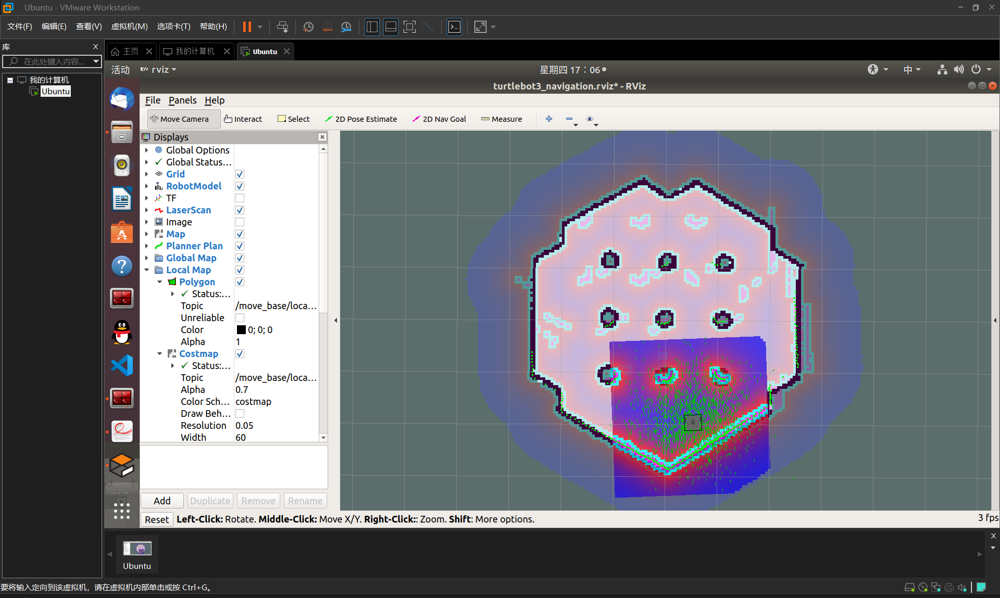 Ubuntu - VMware Workstation
文件(F) 编辑(E) 查看(V) 虚拟机(M) 选项卡(T) 帮助(H)
库
在此处键入内容...
我的计算机
Ubuntu
主页 我的计算机 Ubuntu
活动 rviz 星期四 17：06 中
turtlebot3_navigation.rviz* - RViz
File Panels Help
Move Camera Interact Select 2D Pose Estimate 2D Nav Goal Measure
Displays
Global Options
Global Status...
Grid
RobotModel
TF
LaserScan
Image
Map
Planner Plan
Global Map
Local Map
Polygon
Status:...
Topic /move_base/loca...
Unreliable
Color 0; 0; 0
Alpha 1
Costmap
Status:...
Topic /move_base/loca...
Alpha 0.7
Color Sch... costmap
Draw Beh...
Resolution 0.05
Width 60
Add Duplicate Remove Rename
Reset Left-Click: Rotate. Middle-Click: Move X/Y. Right-Click:: Zoom. Shift: More options. 3 fps
Ubuntu
要将输入定向到该虚拟机，请在虚拟机内部单击或按 Ctrl+G。